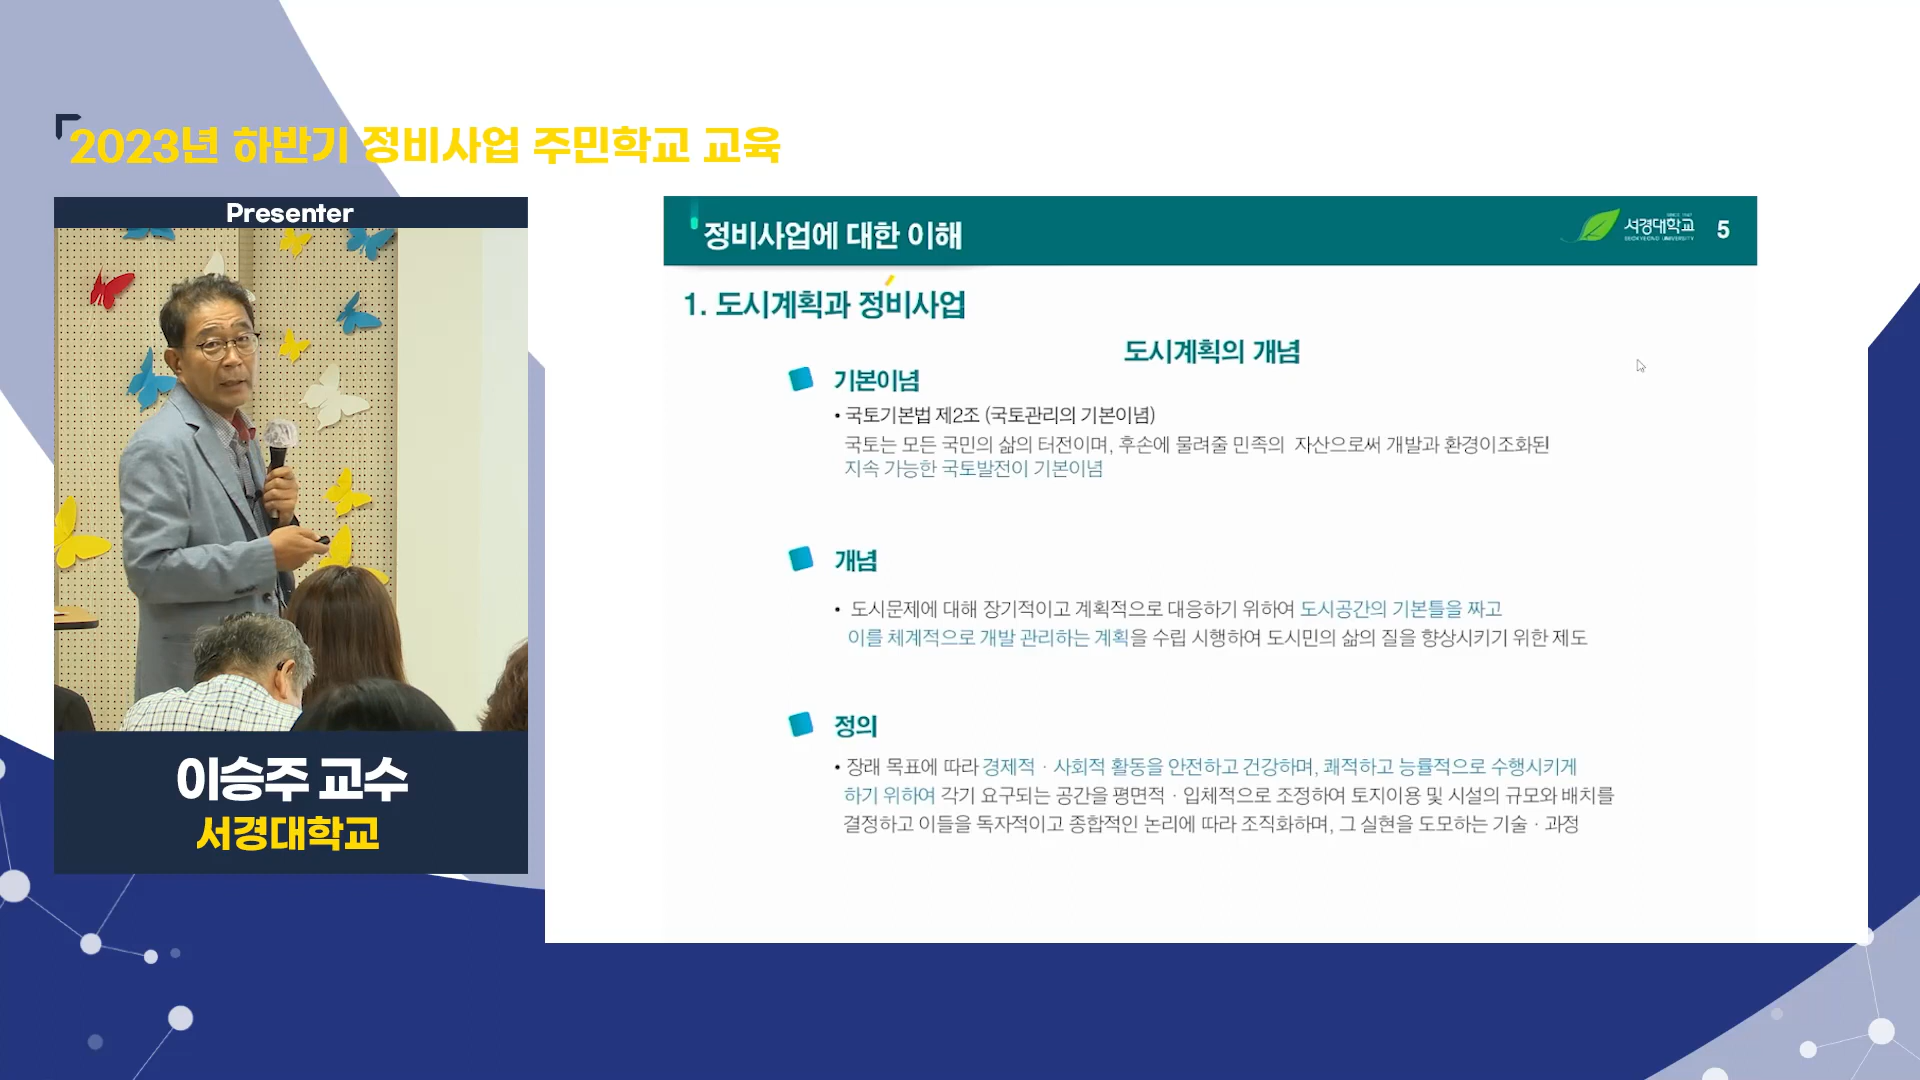 2023년 하반기 정비사업 주민학교 교육
Presenter
이승주 교수
서경대학교
정비사업에 대한 이해
서경대학교
SEOKYEONG UNIVERSITY
5
1. 도시계획과 정비사업
도시계획의 개념
기본이념
• 국토기본법 제2조 (국토관리의 기본이념)
국토는 모든 국민의 삶의 터전이며, 후손에 물려줄 민족의 자산으로써 개발과 환경이조화된
지속 가능한 국토발전이 기본이념
개념
• 도시문제에 대해 장기적이고 계획적으로 대응하기 위하여 도시공간의 기본틀을 짜고
이를 체계적으로 개발 관리하는 계획을 수립 시행하여 도시민의 삶의 질을 향상시키기 위한 제도
정의
• 장래 목표에 따라 경제적 · 사회적 활동을 안전하고 건강하며, 쾌적하고 능률적으로 수행시키게
하기 위하여 각기 요구되는 공간을 평면적 · 입체적으로 조정하여 토지이용 및 시설의 규모와 배치를
결정하고 이들을 독자적이고 종합적인 논리에 따라 조직화하며, 그 실현을 도모하는 기술 · 과정